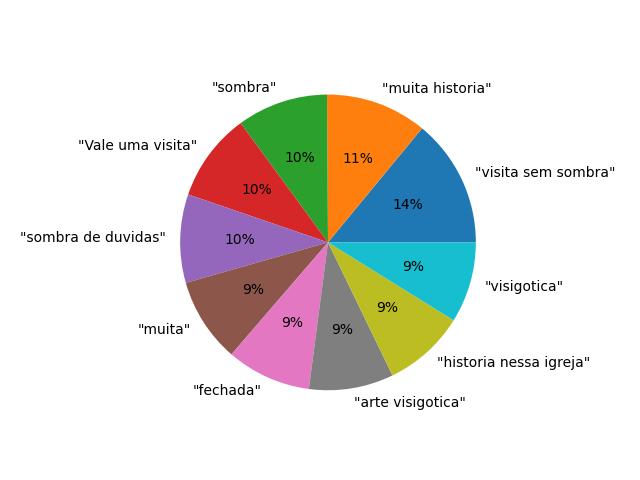 "sombra"
"muita historia"
"Vale uma visita"
10%
11%
"visita sem sombra"
10%
14%
"sombra de duvidas"
10%
9%
9%
"visigotica"
9%
9%
9%
"muita"
"historia nessa igreja"
"fechada"
"arte visigotica"